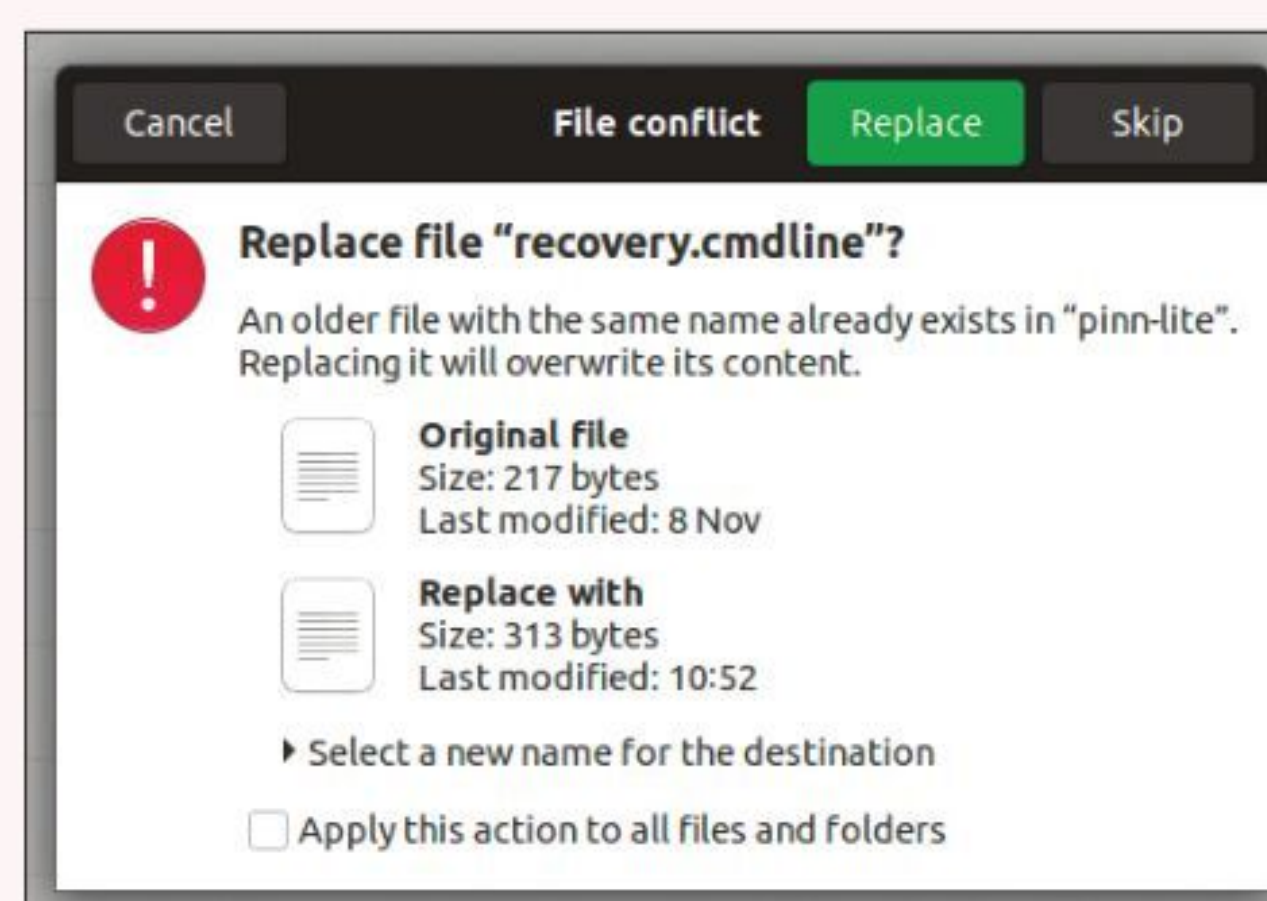 Cancel File conflict Replace Skip
Replace file “recovery.cmdline”?
An older file with the same name already exists in “pinn-lite”.
Replacing it will overwrite its content.
Original file
Size: 217 bytes
Last modified: 8 Nov
Replace with
Size: 313 bytes
Last modified: 10:52
Select a new name for the destination
Apply this action to all files and folders